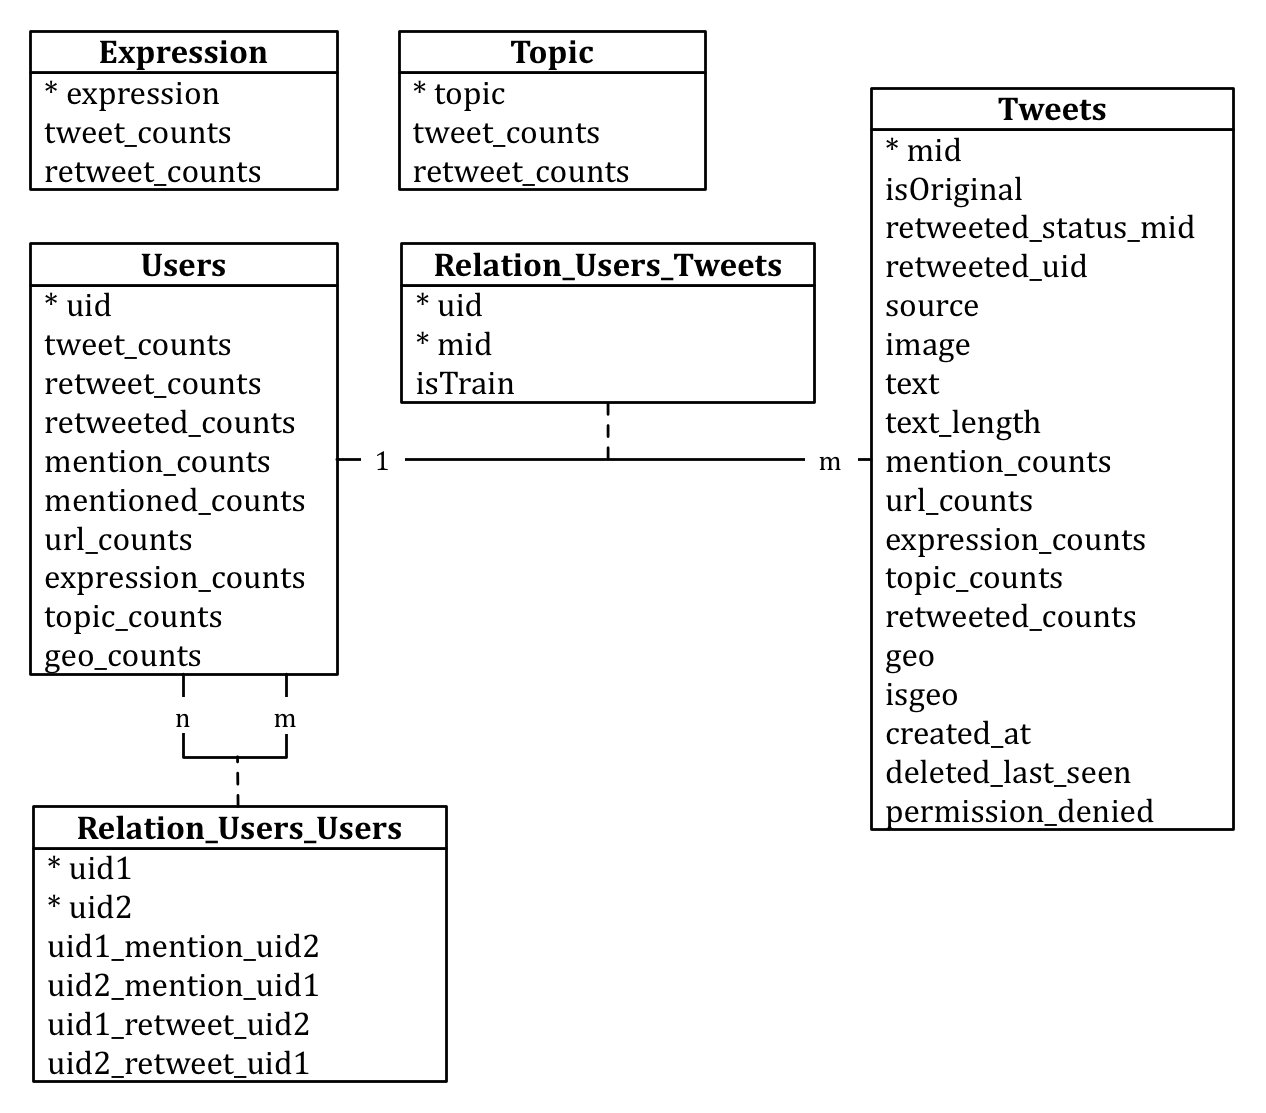 Expression
* expression
tweet_counts
retweet_counts
Topic
* topic
tweet_counts
retweet_counts
Tweets
* mid
isOriginal
retweeted_status_mid
retweeted_uid
source
image
text
text_length
mention_counts
url_counts
expression_counts
topic_counts
retweeted_counts
geo
isgeo
created_at
deleted_last_seen
permission_denied
Users
* uid
tweet_counts
retweet_counts
retweeted_counts
mention_counts
mentioned_counts
url_counts
expression_counts
topic_counts
geo_counts
Relation_Users_Tweets
* uid
* mid
isTrain
1
m
n
m
Relation_Users_Users
* uid1
* uid2
uid1_mention_uid2
uid2_mention_uid1
uid1_retweet_uid2
uid2_retweet_uid1